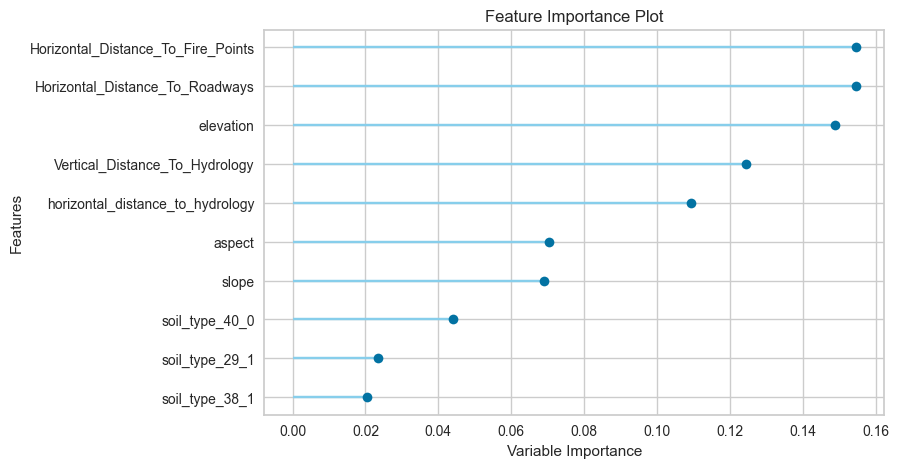 Feature Importance Plot
Horizontal_Distance_To_Fire_Points
Horizontal_Distance_To_Roadways
elevation
Vertical_Distance_To_Hydrology
horizontal_distance_to_hydrology
aspect
slope
soil_type_40_0
soil_type_29_1
soil_type_38_1
Features
0.00 0.02 0.04 0.06 0.08 0.10 0.12 0.14 0.16
Variable Importance